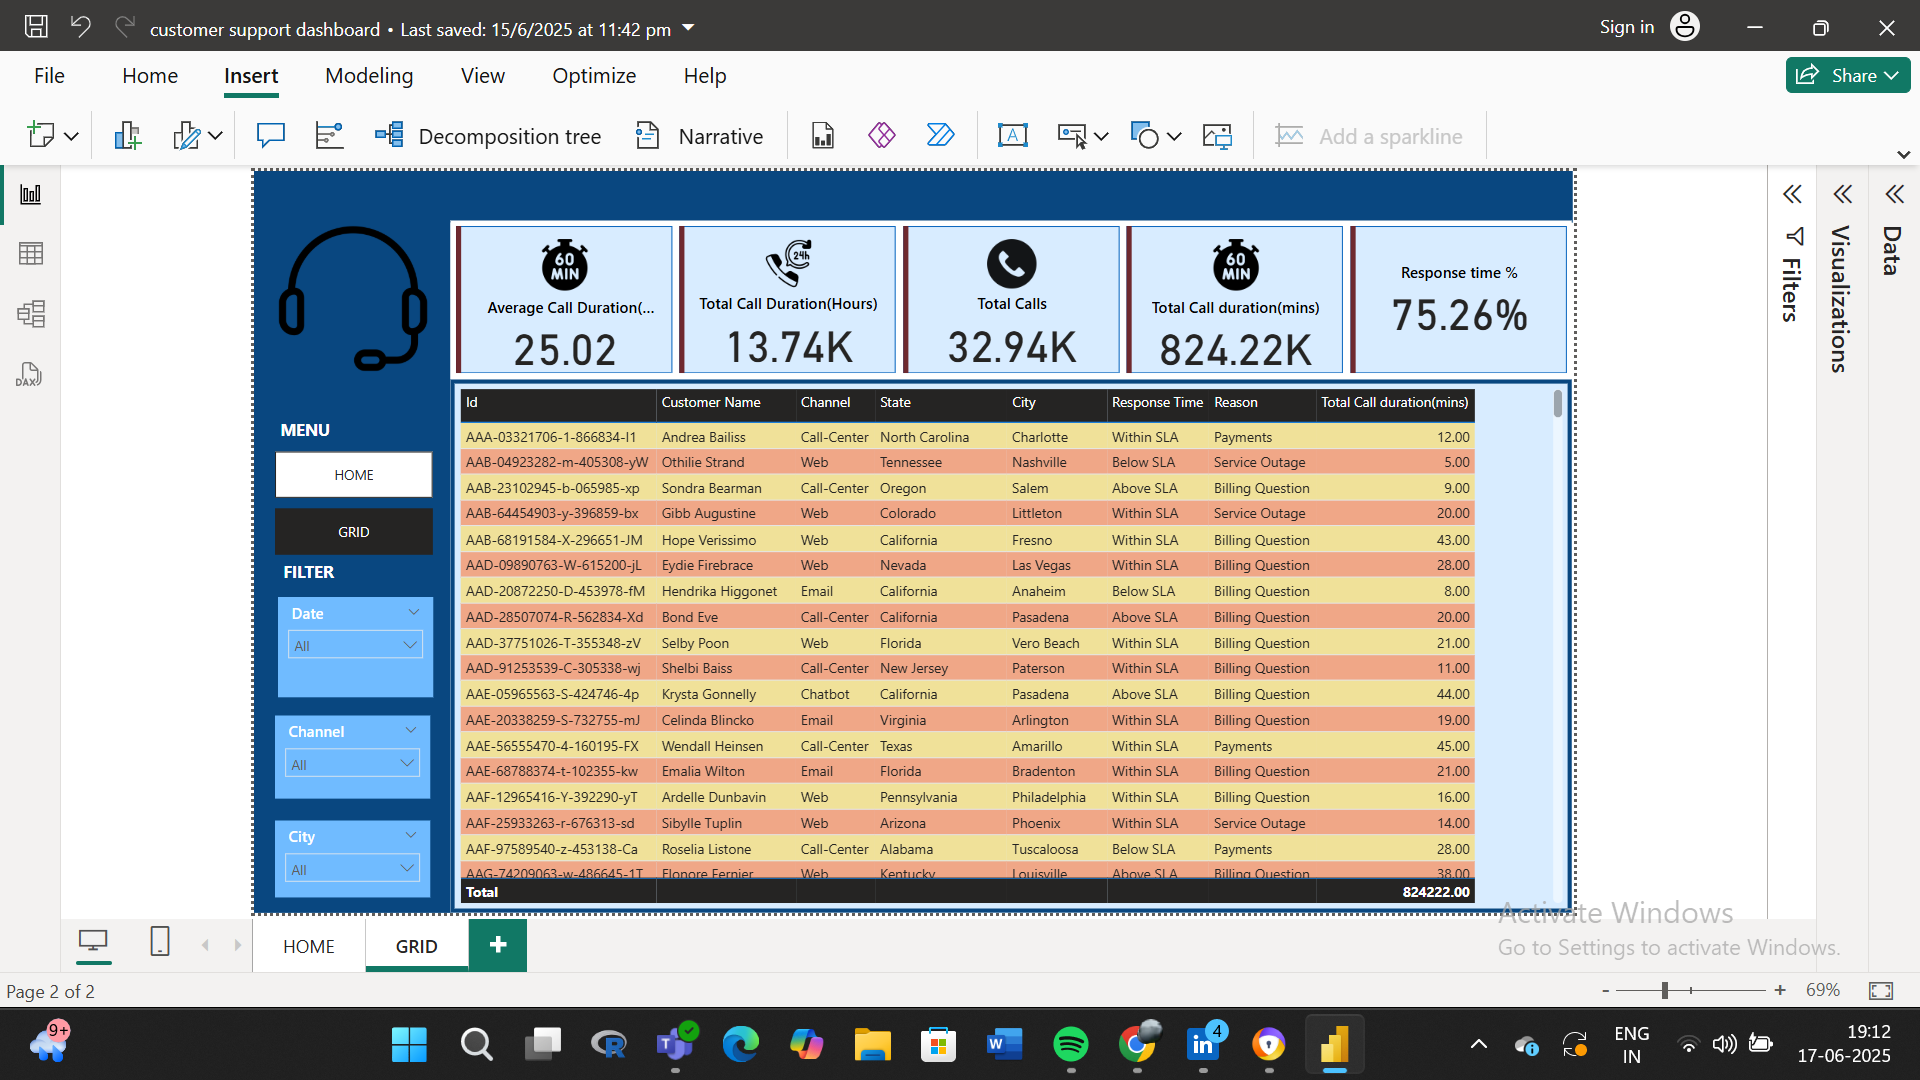 customer support dashboard • Last saved: 15/6/2025 at 11:42 pm
Sign in
File Home Insert Modeling View Optimize Help
Share
Decomposition tree Narrative Add a sparkline
60 MIN
Average Call Duration(...
25.02
24h
Total Call Duration(Hours)
13.74K
Total Calls
32.94K
60 MIN
Total Call duration(mins)
824.22K
Response time %
75.26%
MENU
HOME
GRID
FILTER
Date
All
Channel
All
City
All
Id Customer Name Channel State City Response Time Reason Total Call duration(mins)
AAA-03321706-1-866834-I1 Andrea Bailiss Call-Center North Carolina Charlotte Within SLA Payments 12.00
AAB-04923282-m-405308-yW Othilie Strand Web Tennessee Nashville Below SLA Service Outage 5.00
AAB-23102945-b-065985-xp Sondra Bearman Call-Center Oregon Salem Above SLA Billing Question 9.00
AAB-64454903-y-396859-bx Gibb Augustine Web Colorado Littleton Within SLA Service Outage 20.00
AAB-68191584-X-296651-JM Hope Verissimo Web California Fresno Within SLA Billing Question 43.00
AAD-09890763-W-615200-jL Eydie Firebrace Web Nevada Las Vegas Within SLA Billing Question 28.00
AAD-20872250-D-453978-fM Hendrika Higgonet Email California Anaheim Below SLA Billing Question 8.00
AAD-28507074-R-562834-Xd Bond Eve Call-Center California Pasadena Above SLA Billing Question 20.00
AAD-37751026-T-355348-zV Selby Poon Web Florida Vero Beach Within SLA Billing Question 21.00
AAD-91253539-C-305338-wj Shelbi Baiss Call-Center New Jersey Paterson Within SLA Billing Question 11.00
AAE-05965563-S-424746-4p Krysta Gonnelly Chatbot California Pasadena Above SLA Billing Question 44.00
AAE-20338259-S-732755-mJ Celinda Blincko Email Virginia Arlington Within SLA Billing Question 19.00
AAE-56555470-4-160195-FX Wendall Heinsen Call-Center Texas Amarillo Within SLA Payments 45.00
AAE-68788374-t-102355-kw Emalia Wilton Email Florida Bradenton Within SLA Billing Question 21.00
AAF-12965416-Y-392290-yT Ardelle Dunbavin Web Pennsylvania Philadelphia Within SLA Billing Question 16.00
AAF-25933263-r-676313-sd Sibylle Tuplin Web Arizona Phoenix Within SLA Service Outage 14.00
AAF-97589540-z-453138-Ca Roselia Listone Call-Center Alabama Tuscaloosa Below SLA Payments 28.00
AAG-74209063-w-486645-1T Elonore Fernier Web Kentucky Louisville Above SLA Billing Question 38.00
Total 824222.00
Filters
Visualizations
Data
DAX
Activate Windows
Go to Settings to activate Windows.
HOME GRID +
Page 2 of 2
- + 69%
9+
4
ENG
IN
19:12
17-06-2025